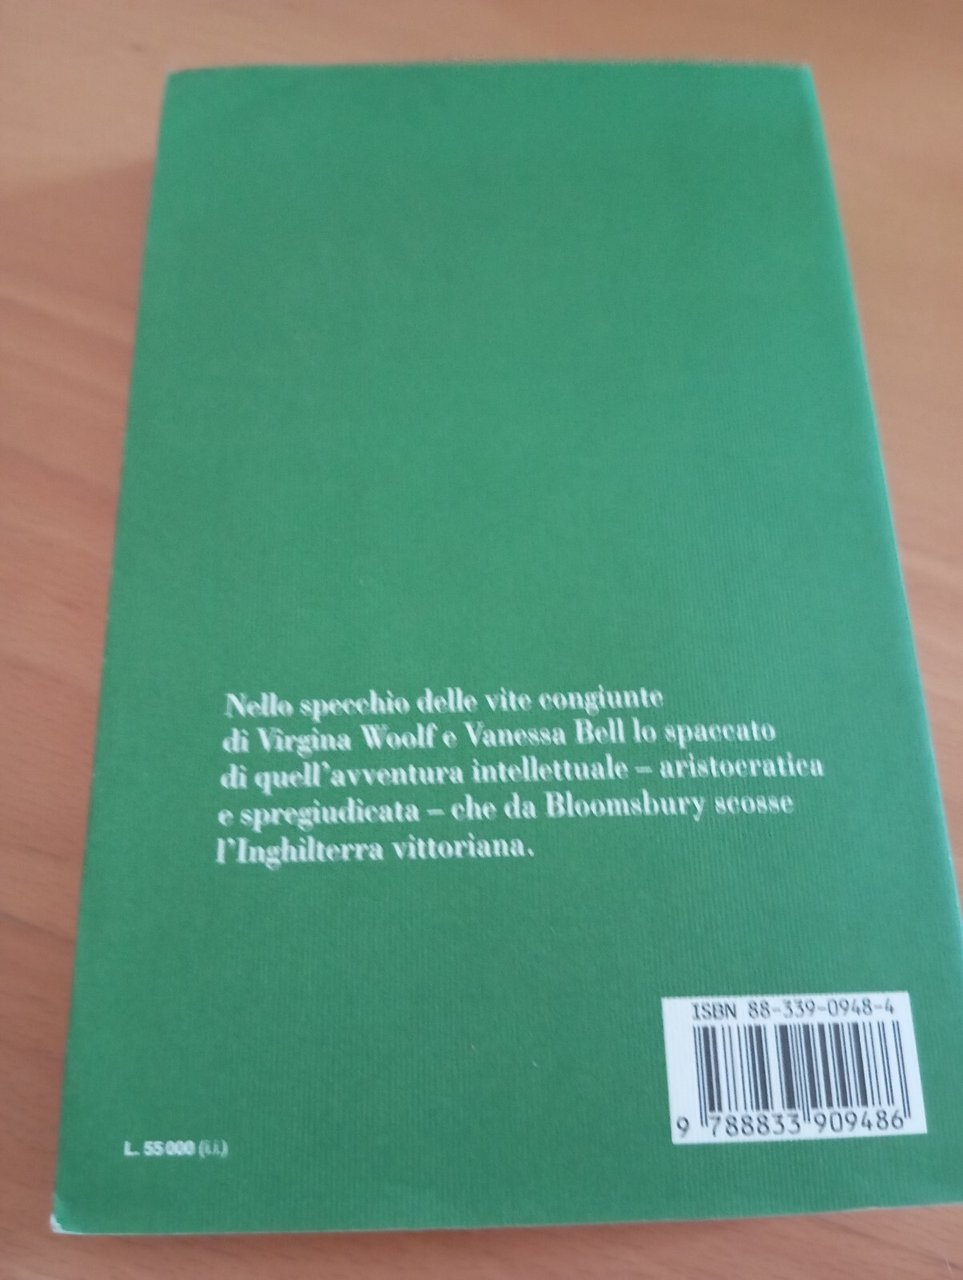 Nello specchio delle vite congiunte
di Virgina Woolf e Vanessa Bell lo spaccato
di quell'avventura intellettuale – aristocratica
e spregiudicata – che da Bloomsbury scosse
l'Inghilterra vittoriana.
ISBN 88-339-0948-4
9 788833 909486
L. 55 000 (i.i.)